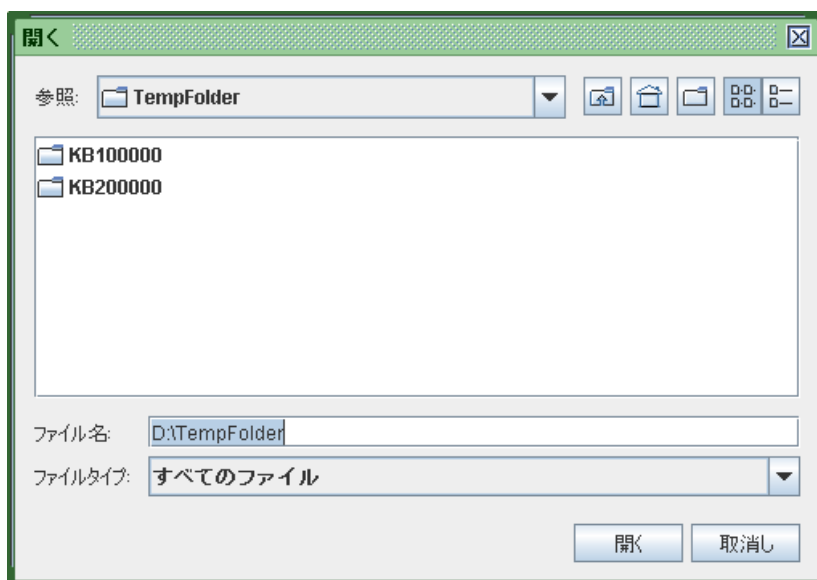 開く
参照: TempFolder
KB100000
KB200000
ファイル名: D:\TempFolder
ファイルタイプ: すべてのファイル
開く 取消し